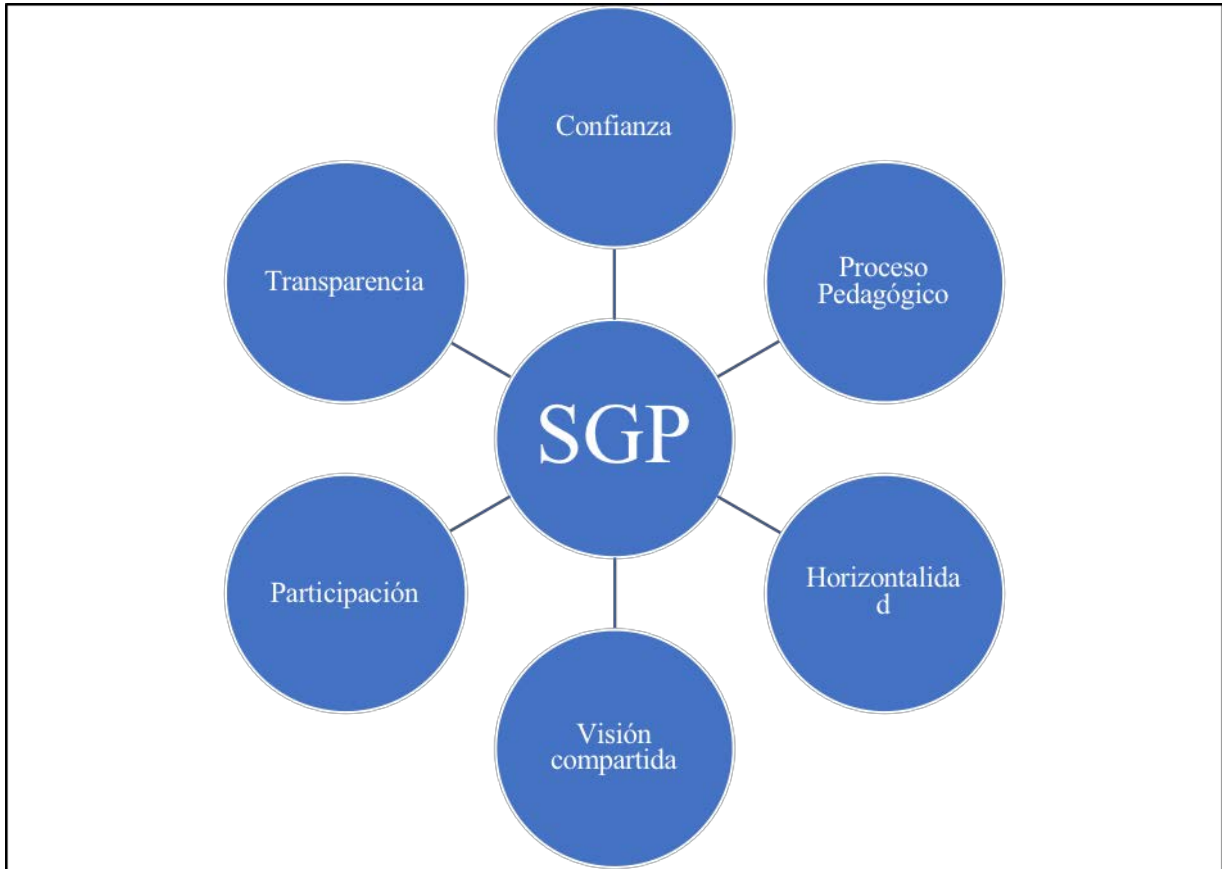 Confianza
Transparencia
Proceso
Pedagógico
SGP
Participación
Horizontalida
d
Visión
compartida